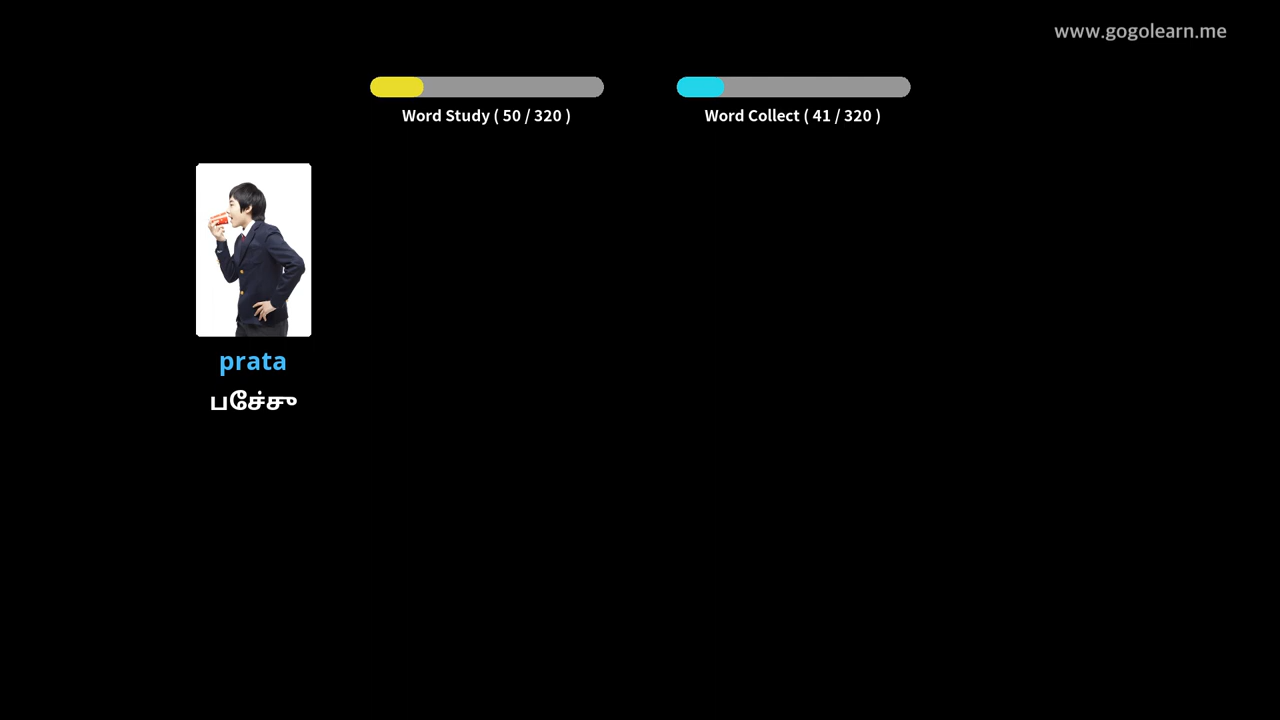 www.gogolearn.me
Word Study ( 50 / 320 )
Word Collect ( 41 / 320 )
prata
பேச்சு